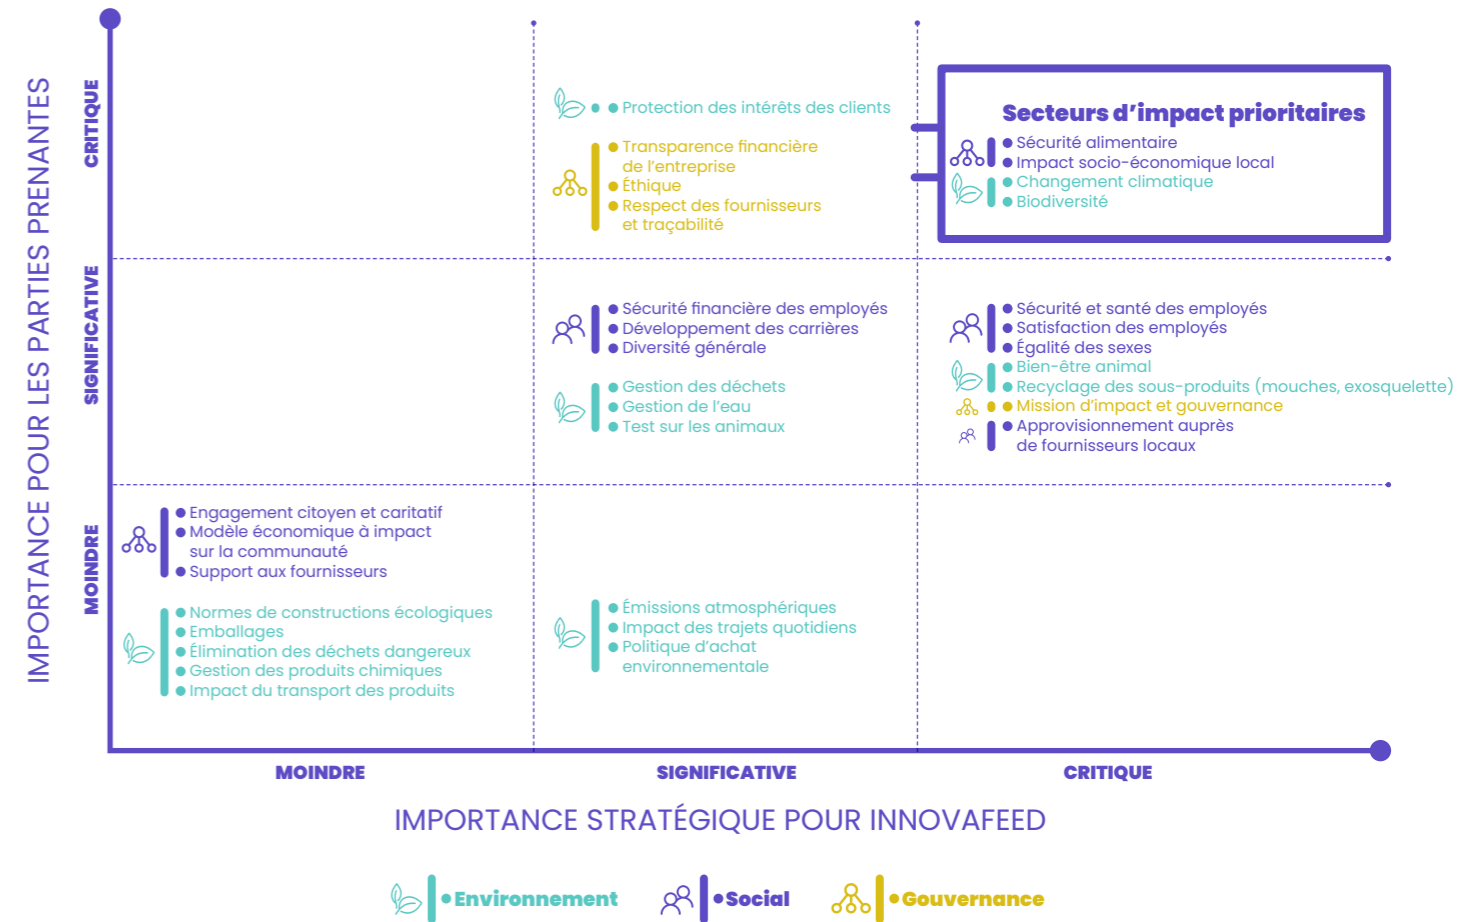 IMPORTANCE POUR LES PARTIES PRENANTES
CRITIQUE
SIGNIFICATIVE
MOINDRE
Protection des intérêts des clients
Transparence financière
de l'entreprise
Éthique
Respect des fournisseurs
et traçabilité
Secteurs d'impact prioritaires
Sécurité alimentaire
Impact socio-économique local
Changement climatique
Biodiversité
Sécurité financière des employés
Développement des carrières
Diversité générale
Gestion des déchets
Gestion de l'eau
Test sur les animaux
Sécurité et santé des employés
Satisfaction des employés
Égalité des sexes
Bien-être animal
Recyclage des sous-produits (mouches, exosquelette)
Mission d'impact et gouvernance
Approvisionnement auprès
de fournisseurs locaux
Engagement citoyen et caritatif
Modèle économique à impact
sur la communauté
Support aux fournisseurs
Normes de constructions écologiques
Emballages
Élimination des déchets dangereux
Gestion des produits chimiques
Impact du transport des produits
Émissions atmosphériques
Impact des trajets quotidiens
Politique d'achat
environnementale
MOINDRE
SIGNIFICATIVE
CRITIQUE
IMPORTANCE STRATÉGIQUE POUR INNOVAFEED
Environnement
Social
Gouvernance